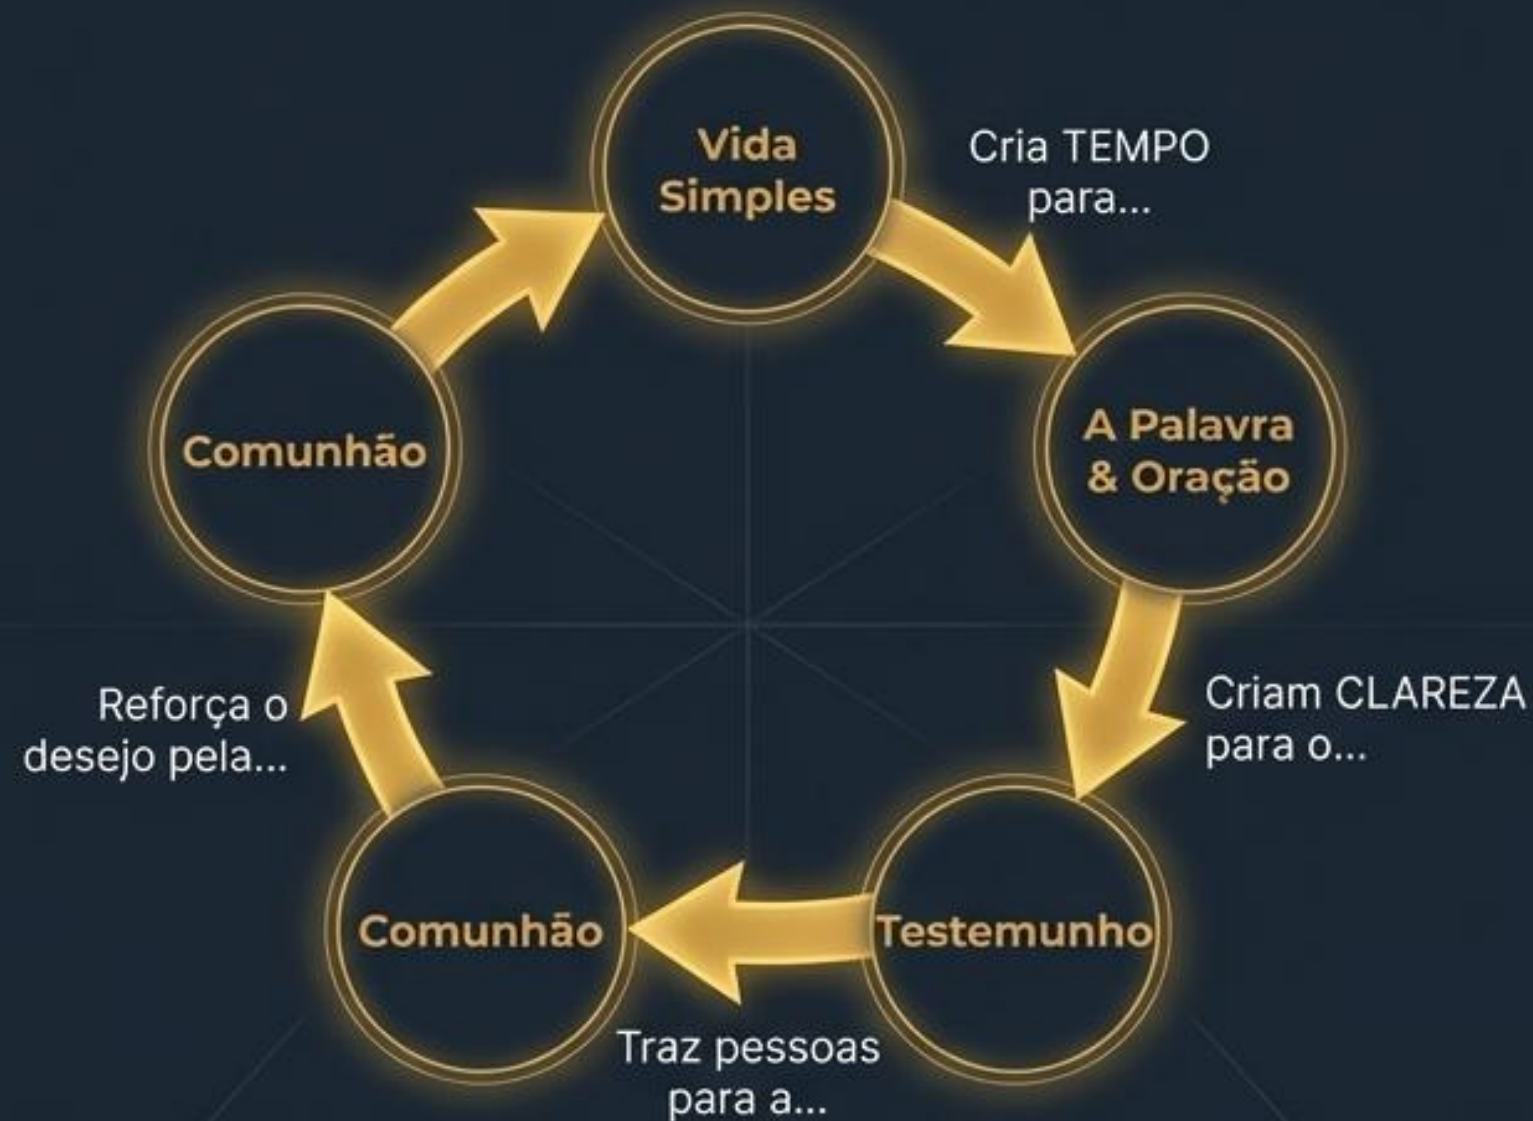 Vida
Simples
Cria TEMPO
para...
A Palavra
& Oração
Criam CLAREZA
para o...
Testemunho
Traz pessoas
para a...
Comunhão
Reforça o
desejo pela...
Comunhão